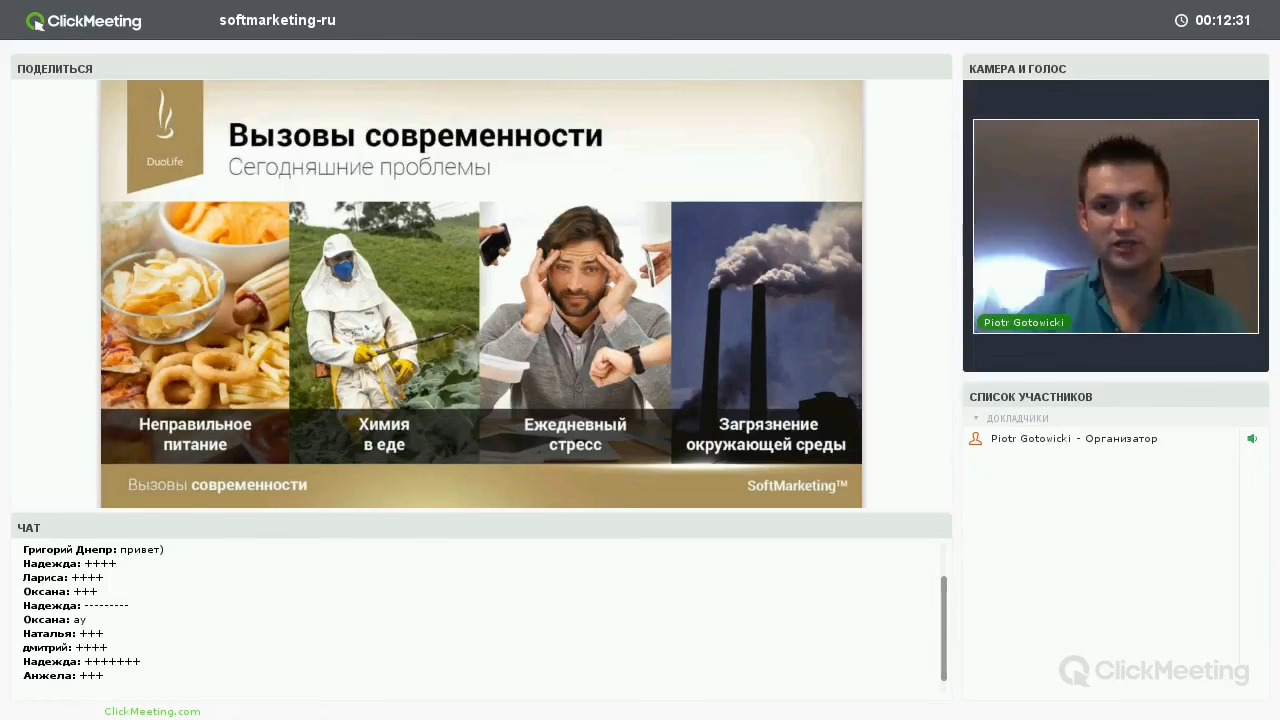 ClickMeeting
softmarketing-ru
00:12:31
ПОДЕЛИТЬСЯ
DuoLife
Вызовы современности
Сегодняшние проблемы
Неправильное
питание
Химия
в еде
Ежедневный
стресс
Загрязнение
окружающей среды
Вызовы современности
SoftMarketing™
КАМЕРА И ГОЛОС
Piotr Gotowicki
СПИСОК УЧАСТНИКОВ
ДОКЛАДЧИКИ
Piotr Gotowicki - Организатор
ЧАТ
Григорий Днепр: привет)
Надежда: ++++
Лариса: ++++
Оксана: +++
Надежда: ---------
Оксана: ау
Наталья: +++
дмитрий: ++++
Надежда: +++++++
Анжела: +++
ClickMeeting
ClickMeeting.com